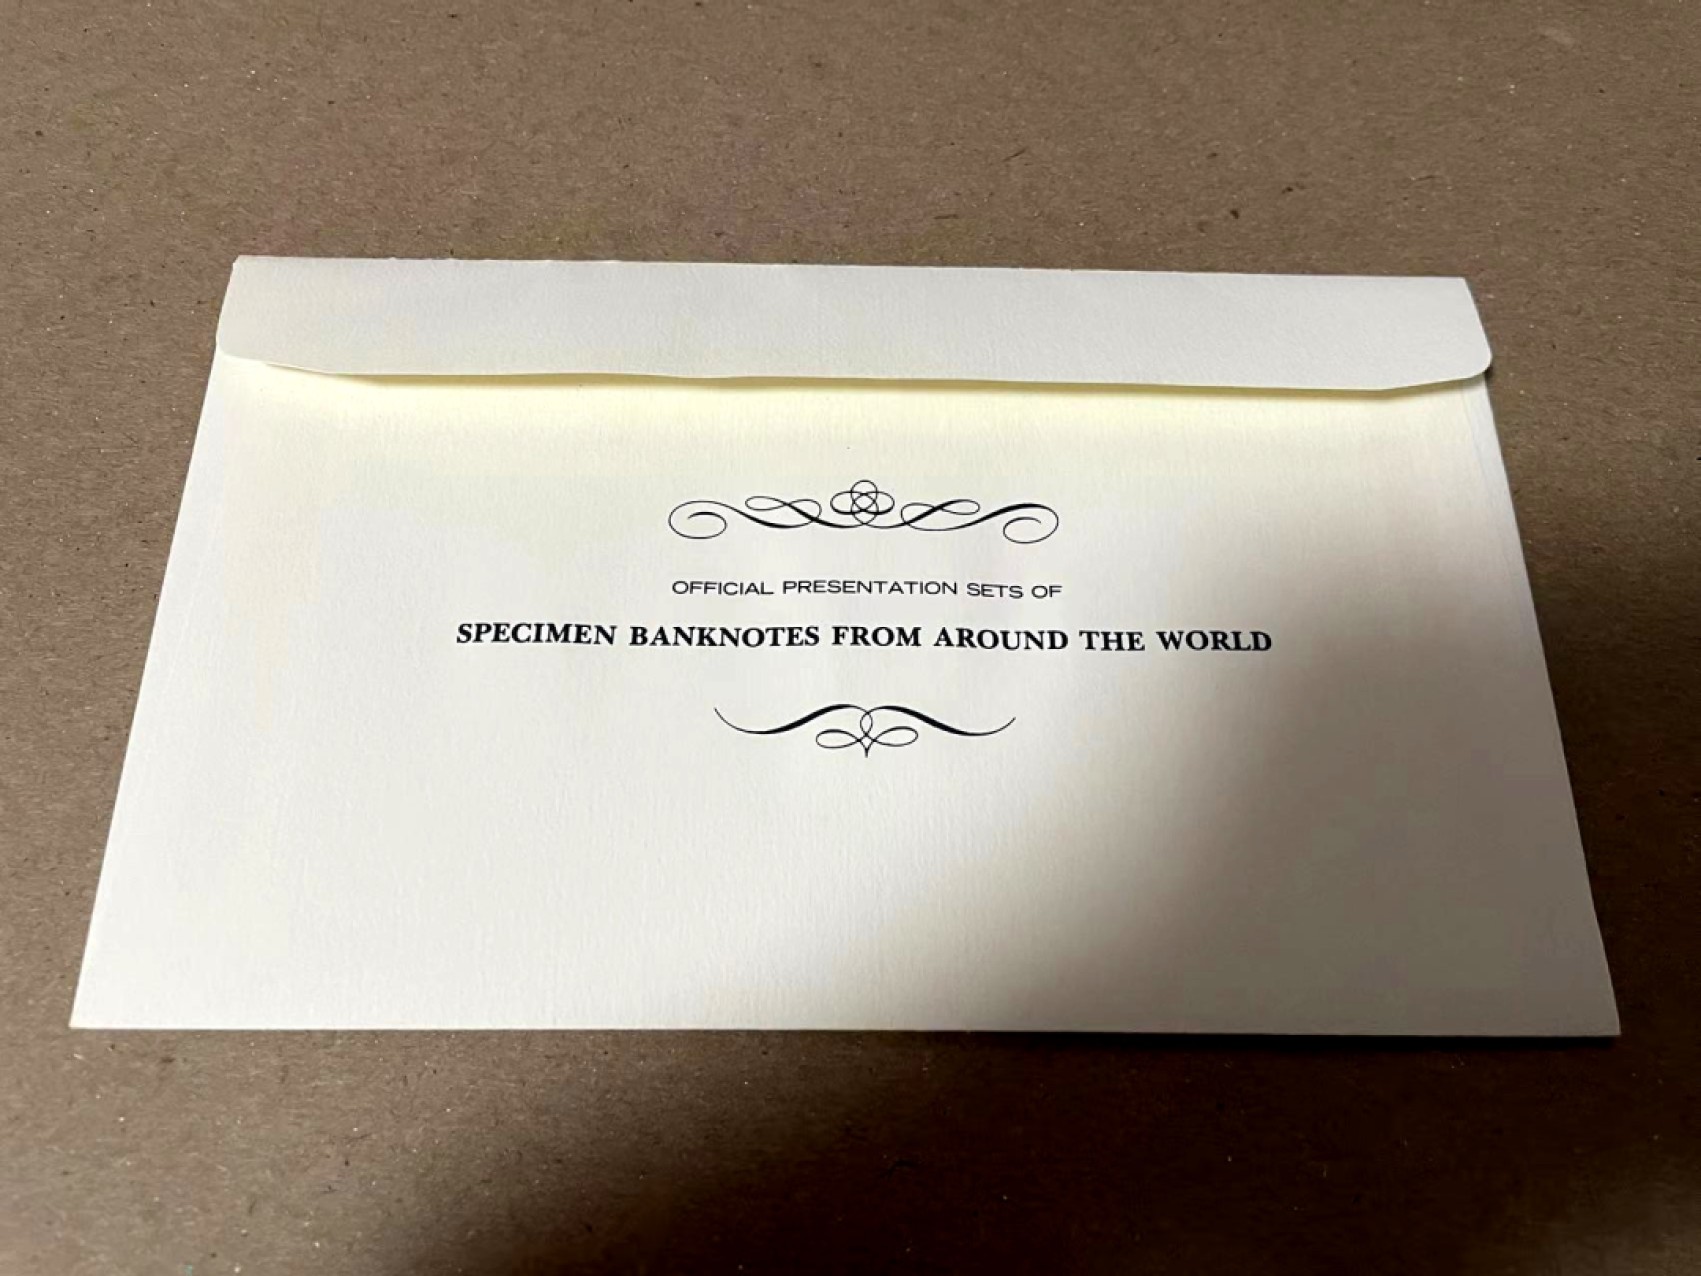 OFFICIAL PRESENTATION SETS OF
SPECIMEN BANKNOTES FROM AROUND THE WORLD